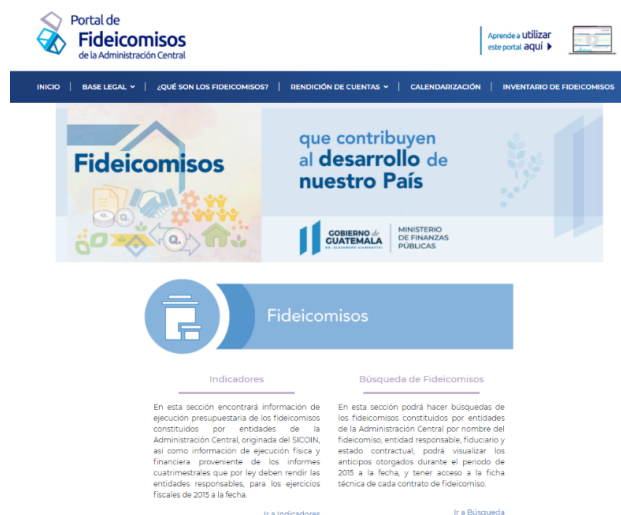 Portal de
Fideicomisos
de la Administración Central
Aprende a utilizar
este portal aquí
INICIO
BASE LEGAL
¿QUÉ SON LOS FIDEICOMISOS?
RENDICIÓN DE CUENTAS
CALENDARIZACIÓN
INVENTARIO DE FIDEICOMISOS
Fideicomisos
Q.
que contribuyen
al desarrollo de
nuestro País
GOBIERNO de
GUATEMALA
DR. ALEJANDRO GIAMMATTEI
MINISTERIO
DE FINANZAS
PÚBLICAS
Fideicomisos
Indicadores
En esta sección encontrará información de
ejecución presupuestaria de los fideicomisos
constituidos por entidades de la
Administración Central, originada del SICOIN,
así como información de ejecución física y
financiera proveniente de los informes
cuatrimestrales que por ley deben rendir las
entidades responsables, para los ejercicios
fiscales de 2015 a la fecha.
Ir a Indicadores
Búsqueda de Fideicomisos
En esta sección podrá hacer búsquedas de
los fideicomisos constituidos por entidades
de la Administración Central por nombre del
fideicomiso, entidad responsable, fiduciario y
estado contractual; podrá visualizar los
anticipos otorgados durante el periodo de
2015 a la fecha, y tener acceso a la ficha
técnica de cada contrato de fideicomiso.
Ir a Búsqueda